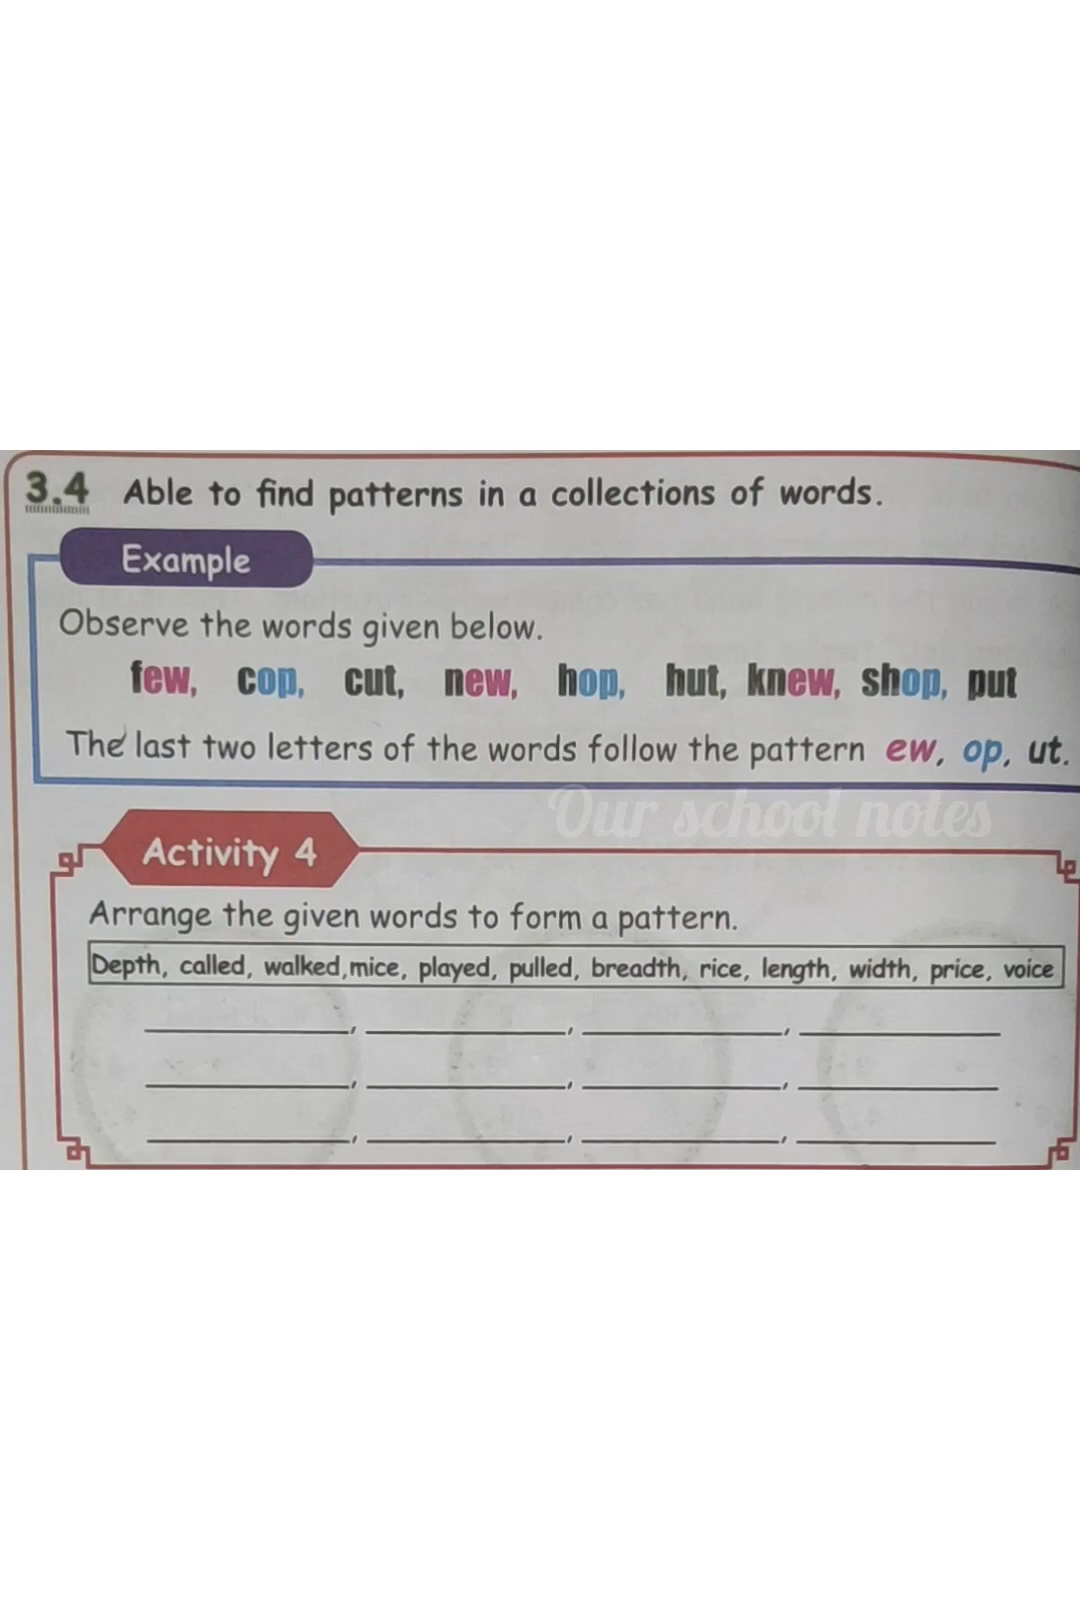 3.4 Able to find patterns in a collections of words.
Example
Observe the words given below.
few, cop, cut, new, hop, hut, knew, shop, put
The last two letters of the words follow the pattern ew, op, ut.
Our school notes
Activity 4
Arrange the given words to form a pattern.
Depth, called, walked,mice, played, pulled, breadth, rice, length, width, price, voice